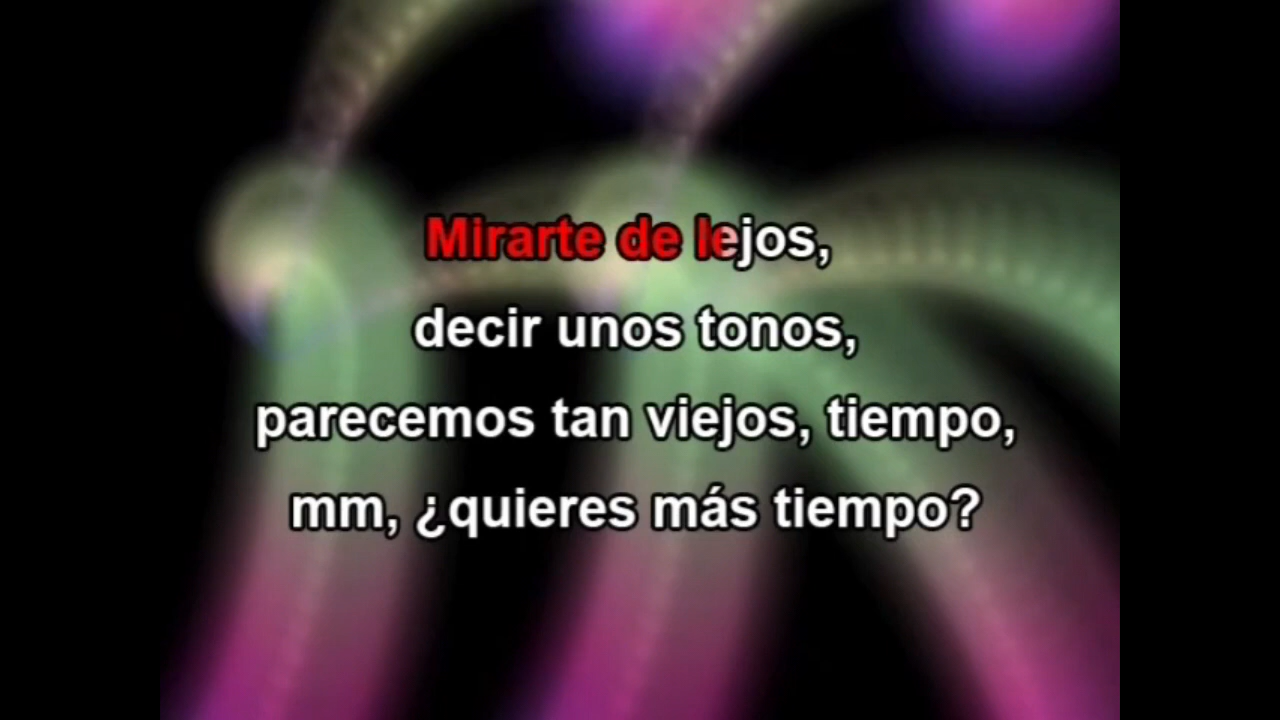 Mirarte de lejos,
decir unos tonos,
parecemos tan viejos, tiempo,
mm, ¿quieres más tiempo?